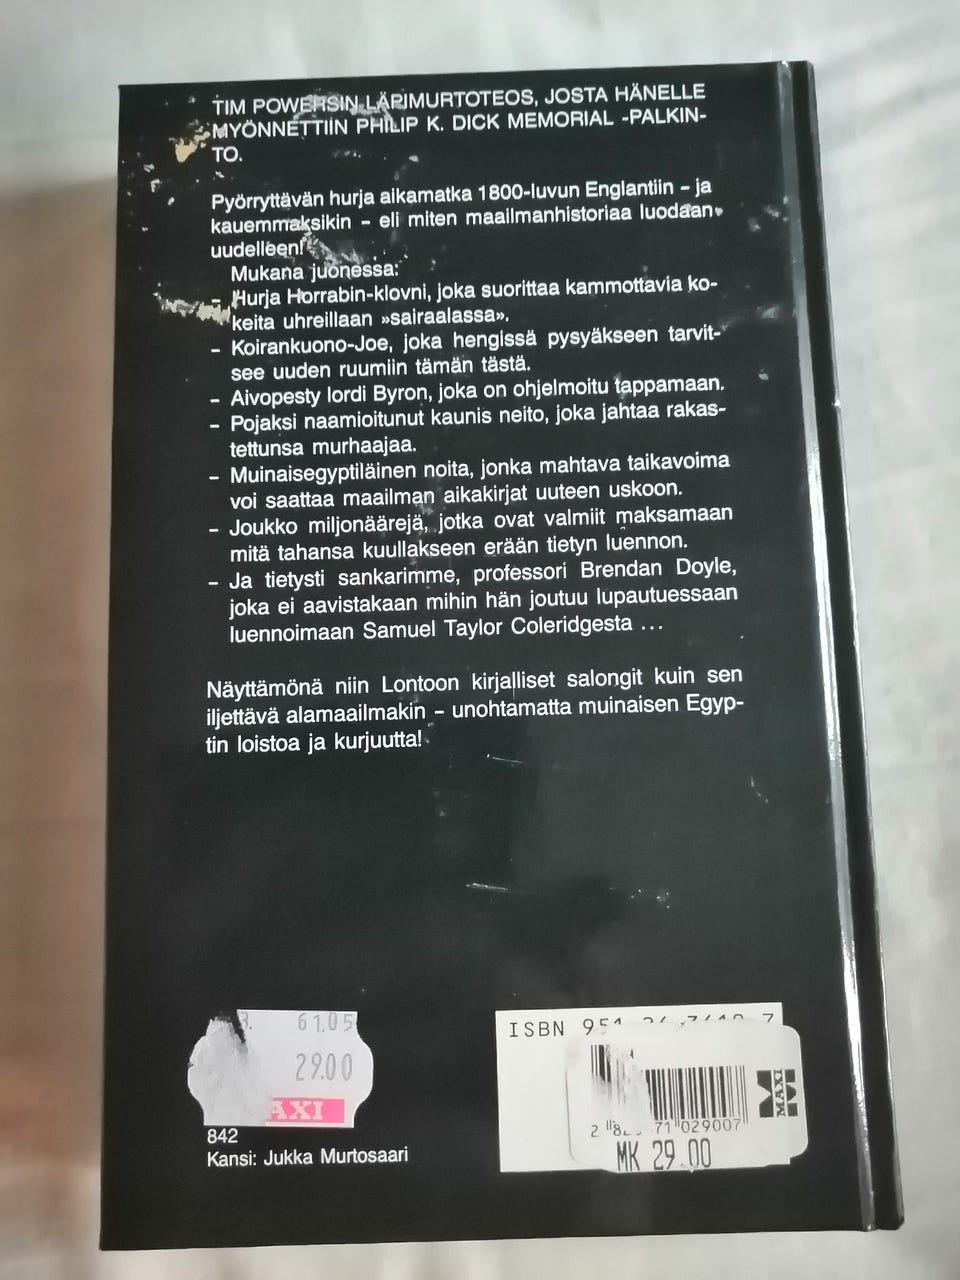 TIM POWERSIN LÄPIMURTOTEOS, JOSTA HÄNELLE
MYÖNNETTIIN PHILIP K. DICK MEMORIAL -PALKIN-
TO.
Pyörryttävän hurja aikamatka 1800-luvun Englantiin – ja
kauemmaksikin – eli miten maailmanhistoriaa luodaan
uudelleen!
Mukana juonessa:
– Hurja Horrabin-klovni, joka suorittaa kammottavia ko-
keita uhreillaan »sairaalassa».
– Koirankuono-Joe, joka hengissä pysyäkseen tarvit-
see uuden ruumiin tämän tästä.
– Aivopesty lordi Byron, joka on ohjelmoitu tappamaan.
– Pojaksi naamioitunut kaunis neito, joka jahtaa rakas-
tettunsa murhaajaa.
– Muinaisegyptiläinen noita, jonka mahtava taikavoima
voi saattaa maailman aikakirjat uuteen uskoon.
– Joukko miljonäärejä, jotka ovat valmiit maksamaan
mitä tahansa kuullakseen erään tietyn luennon.
– Ja tietysti sankarimme, professori Brendan Doyle,
joka ei aavistakaan mihin hän joutuu lupautuessaan
luennoimaan Samuel Taylor Coleridgesta ...
Näyttämönä niin Lontoon kirjalliset salongit kuin sen
iljettävä alamaailmakin – unohtamatta muinaisen Egyp-
tin loistoa ja kurjuutta!
3. 61.05
29.00
AXI
842
Kansi: Jukka Murtosaari
ISBN
MAXI
71 029007
MK 29.00